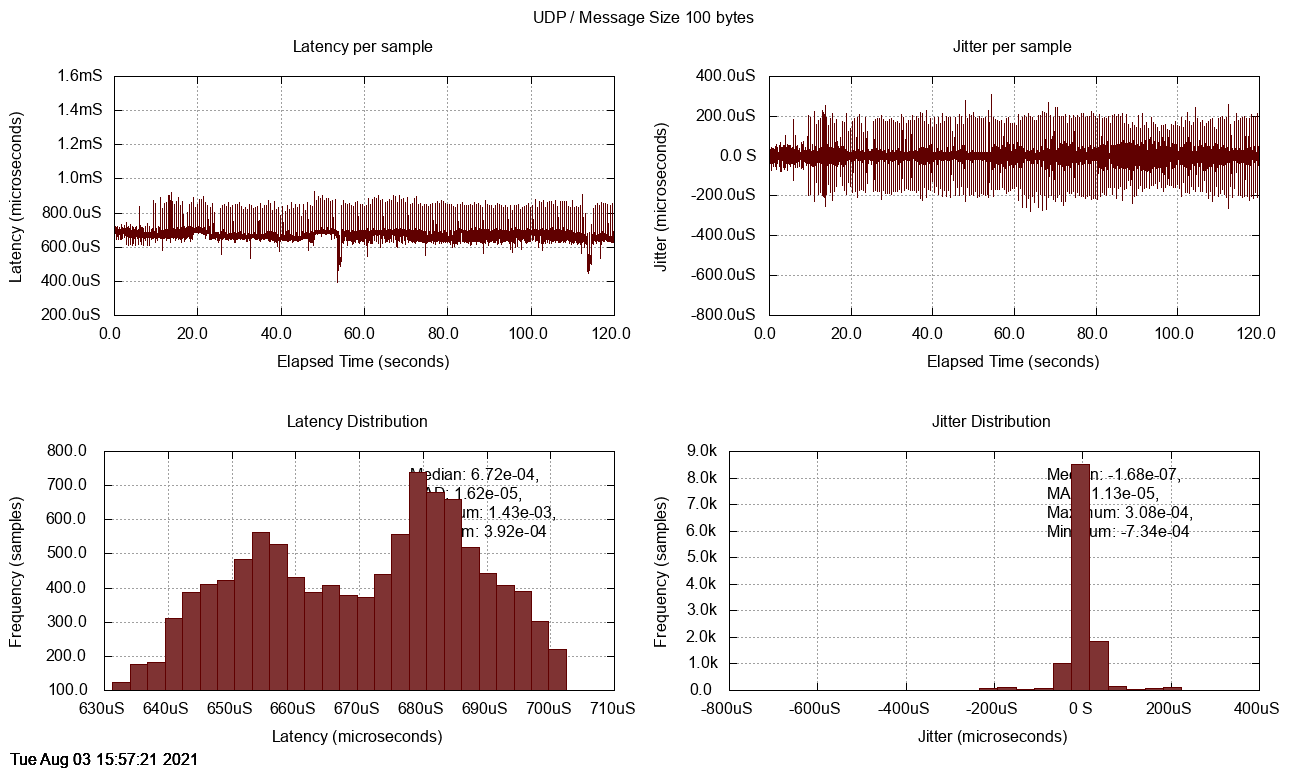 UDP / Message Size 100 bytes
Latency per sample
1.6mS
1.4mS
1.2mS
1.0mS
800.0uS
600.0uS
400.0uS
200.0uS
Latency (microseconds)
0.0 20.0 40.0 60.0 80.0 100.0 120.0
Elapsed Time (seconds)
Jitter per sample
400.0uS
200.0uS
0.0 S
-200.0uS
-400.0uS
-600.0uS
-800.0uS
Jitter (microseconds)
0.0 20.0 40.0 60.0 80.0 100.0 120.0
Elapsed Time (seconds)
Latency Distribution
800.0
700.0
600.0
500.0
400.0
300.0
200.0
100.0
Frequency (samples)
Median: 6.72e-04,
1.62e-05,
1.43e-03,
3.92e-04
630uS 640uS 650uS 660uS 670uS 680uS 690uS 700uS 710uS
Latency (microseconds)
Jitter Distribution
9.0k
8.0k
7.0k
6.0k
5.0k
4.0k
3.0k
2.0k
1.0k
0.0
Frequency (samples)
-1.68e-07,
1.13e-05,
3.08e-04,
-7.34e-04
-800uS -600uS -400uS -200uS 0 S 200uS 400uS
Jitter (microseconds)
Tue Aug 03 15:57:21 2021